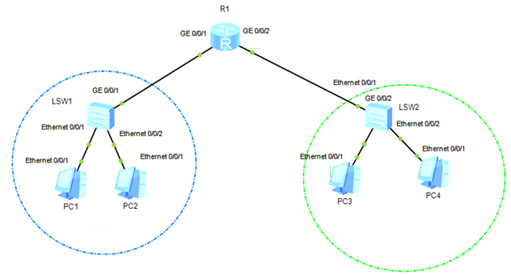 R1
GE 0/0/1
GE 0/0/2
R
Ethernet 0/0/1
GE 0/0/1
GE 0/0/2
LSW1
LSW2
Ethernet 0/0/1
Ethernet 0/0/2
Ethernet 0/0/2
Ethernet 0/0/1
Ethernet 0/0/1
Ethernet 0/0/1
Ethernet 0/0/1
PC1
PC2
PC3
PC4